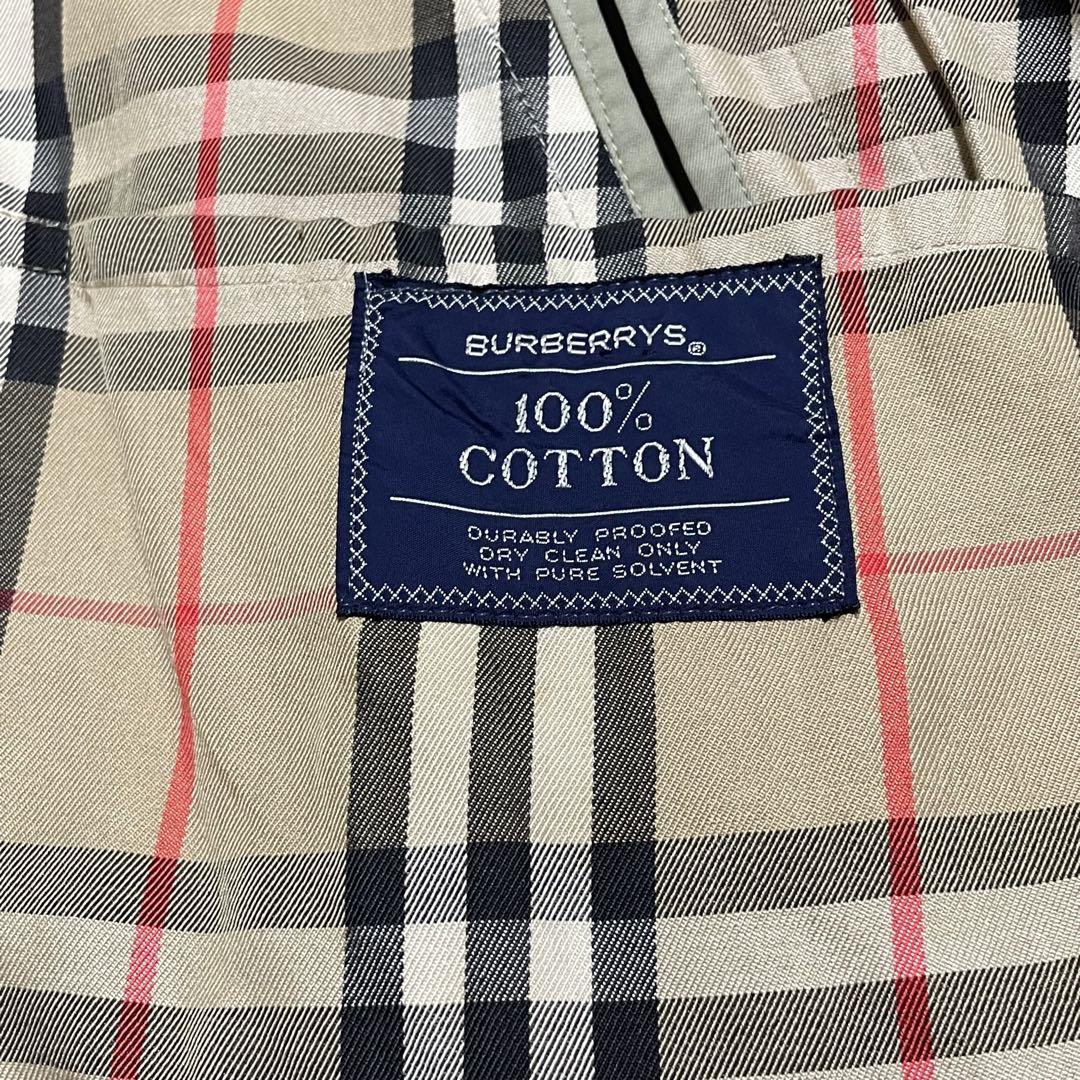 BURBERRYS®
100%
COTTON
DURABLY PROOFED
DRY CLEAN ONLY
WITH PURE SOLVENT